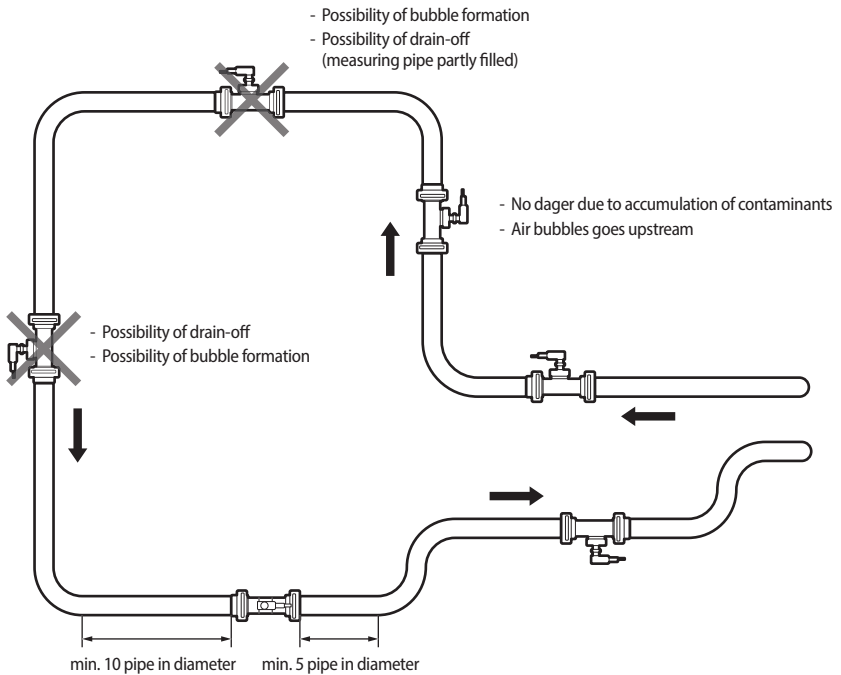 - Possibility of bubble formation
- Possibility of drain-off
(measuring pipe partly filled)
- No dager due to accumulation of contaminants
- Air bubbles goes upstream
- Possibility of drain-off
- Possibility of bubble formation
min. 10 pipe in diameter
min. 5 pipe in diameter